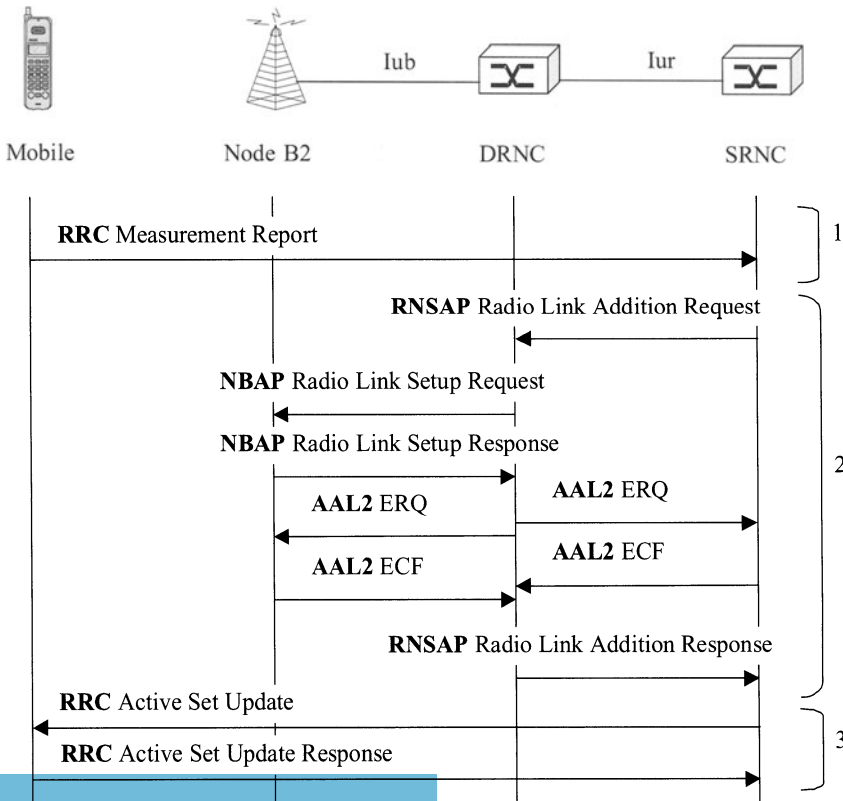 Iub
Iur
Mobile
Node B2
DRNC
SRNC
RRC Measurement Report
1
RNSAP Radio Link Addition Request
NBAP Radio Link Setup Request
NBAP Radio Link Setup Response
2
AAL2 ERQ
AAL2 ERQ
AAL2 ECF
AAL2 ECF
RNSAP Radio Link Addition Response
RRC Active Set Update
3
RRC Active Set Update Response